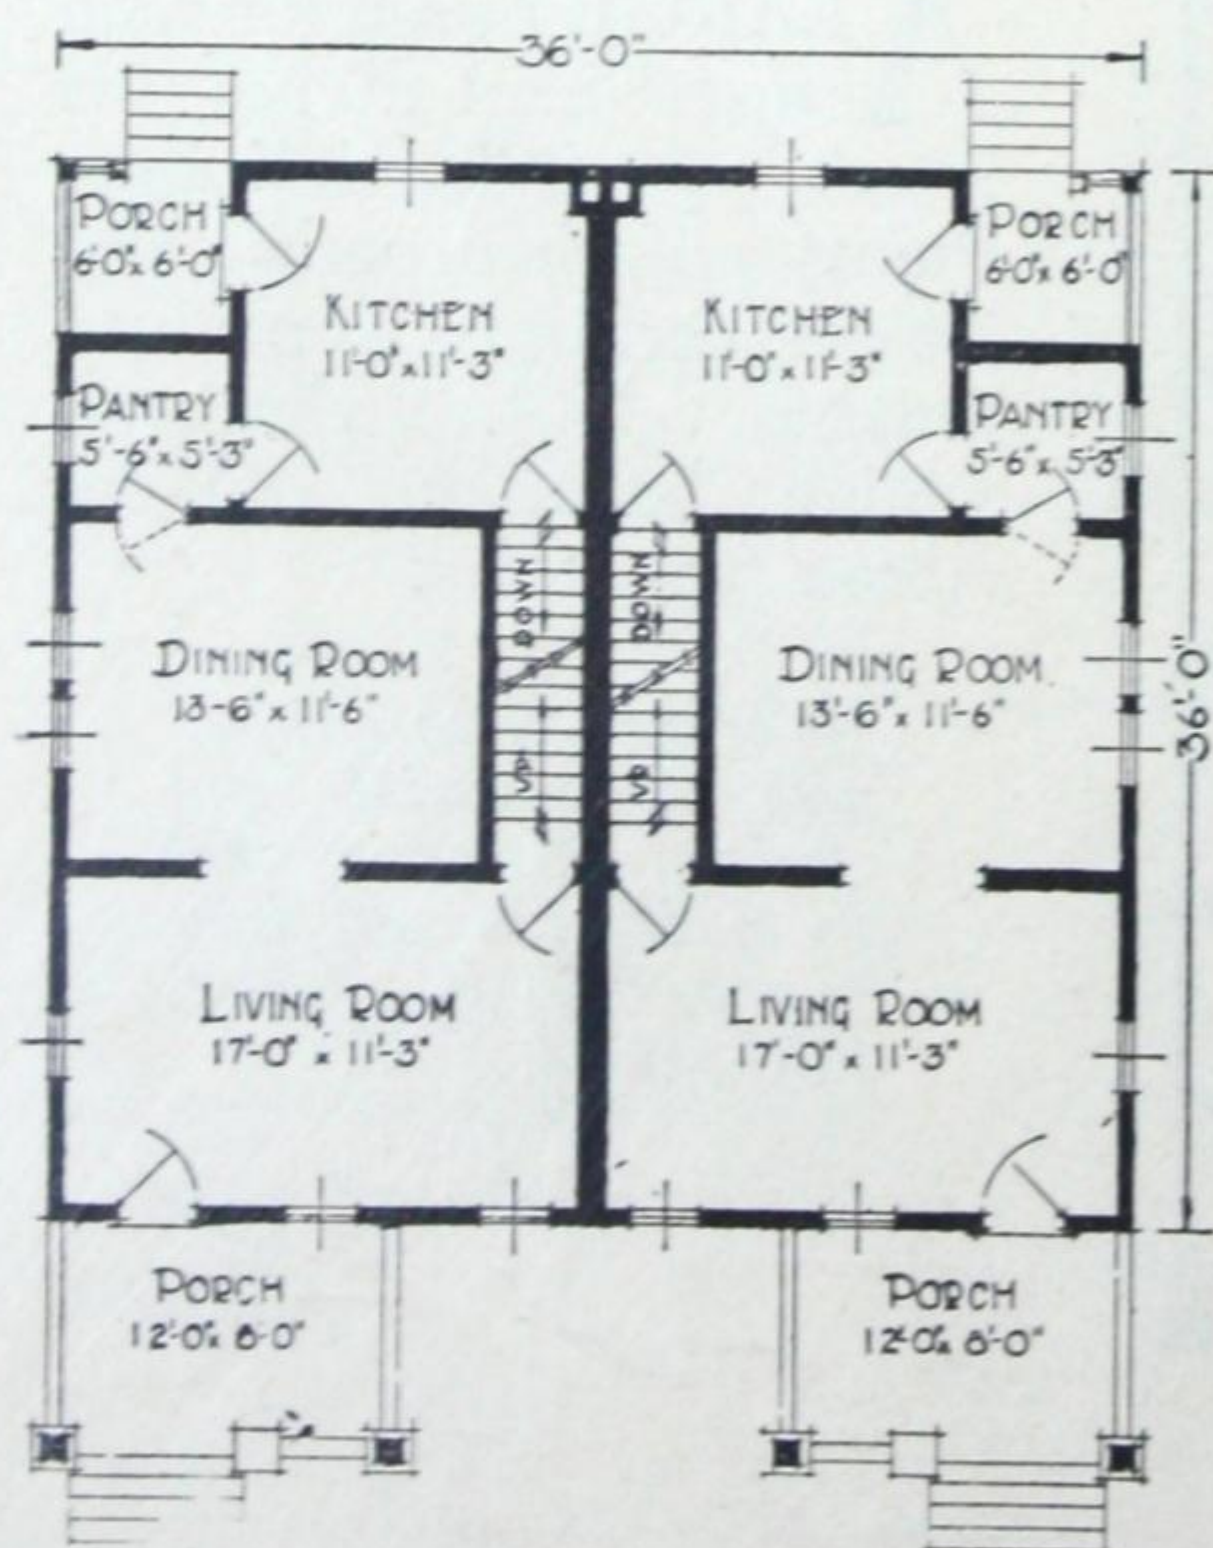 36'-0"
PORCH
6'-0" x 6'-0"
PORCH
6'-0" x 6'-0"
KITCHEN
11'-0" x 11'-3"
KITCHEN
11'-0" x 11'-3"
PANTRY
5'-6" x 5'-3"
PANTRY
5'-6" x 5'-3"
DOWN
DOWN
DINING ROOM
13-6" x 11'-6"
DINING ROOM
13'-6" x 11'-6"
36'-0"
UP
UP
LIVING ROOM
17'-0" x 11'-3"
LIVING ROOM
17'-0" x 11'-3"
PORCH
12'-0" x 8'-0"
PORCH
12'-0" x 8'-0"